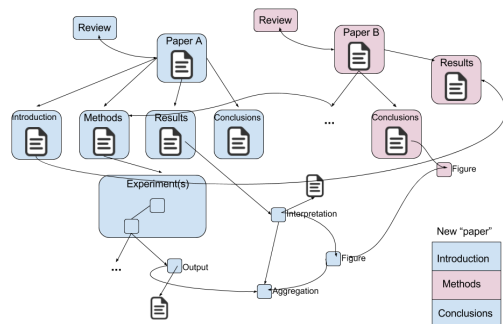 Review
Paper A
Review
Paper B
Results
Introduction
Methods
Results
Conclusions
...
Conclusions
Figure
Experiment(s)
Interpretation
...
Output
Figure
Aggregation
New "paper"
Introduction
Methods
Conclusions